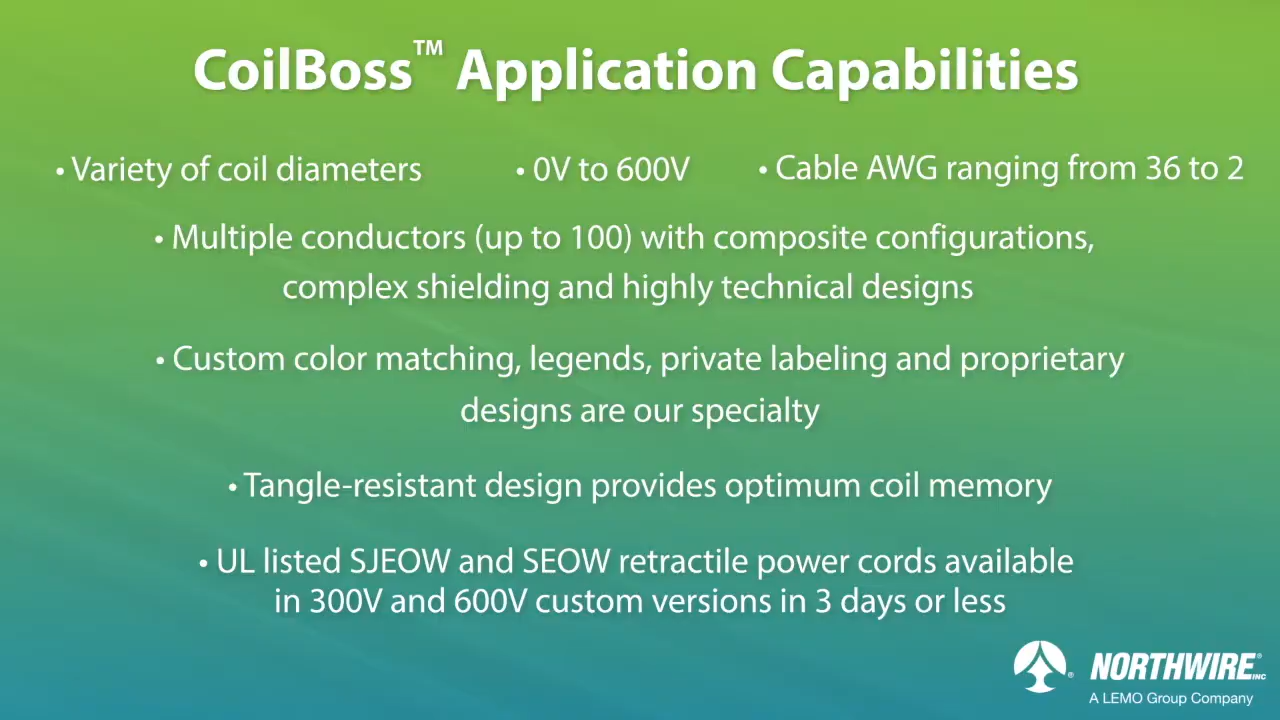 CoilBoss™ Application Capabilities
• Variety of coil diameters • 0V to 600V • Cable AWG ranging from 36 to 2
• Multiple conductors (up to 100) with composite configurations,
complex shielding and highly technical designs
• Custom color matching, legends, private labeling and proprietary
designs are our specialty
• Tangle-resistant design provides optimum coil memory
• UL listed SJEOW and SEOW retractile power cords available
in 300V and 600V custom versions in 3 days or less
® NORTHWIRE® INC
A LEMO Group Company